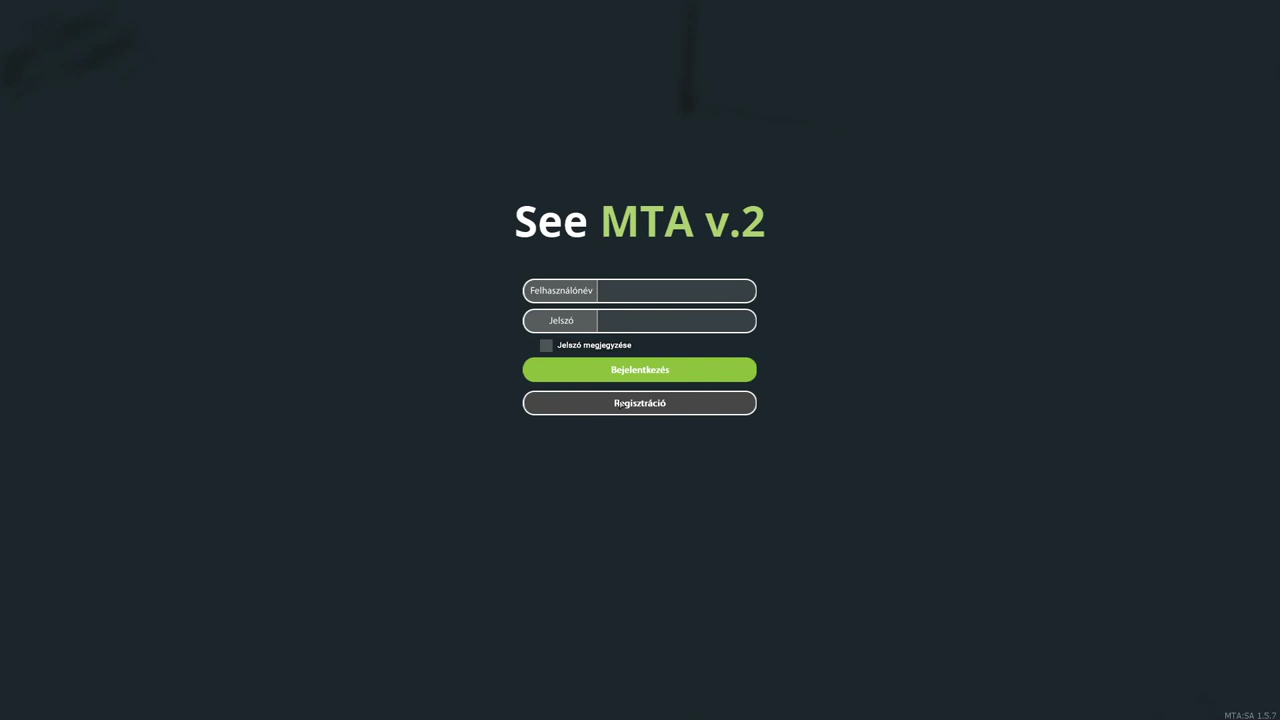 See MTA v.2
Felhasználónév
Jelszó
Jelszó megjegyzése
Bejelentkezés
Regisztráció
MTA:SA 1.5.7